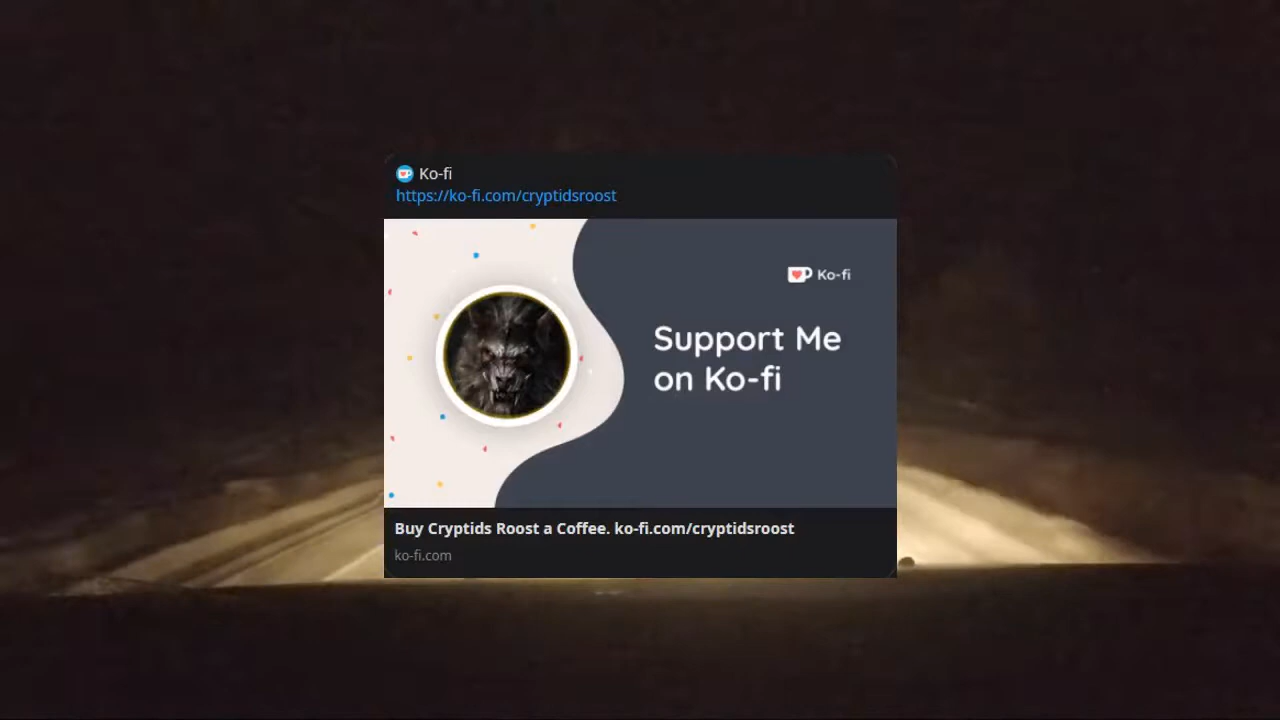 Ko-fi
https://ko-fi.com/cryptidsroost
Ko-fi
Support Me
on Ko-fi
Buy Cryptids Roost a Coffee. ko-fi.com/cryptidsroost
ko-fi.com